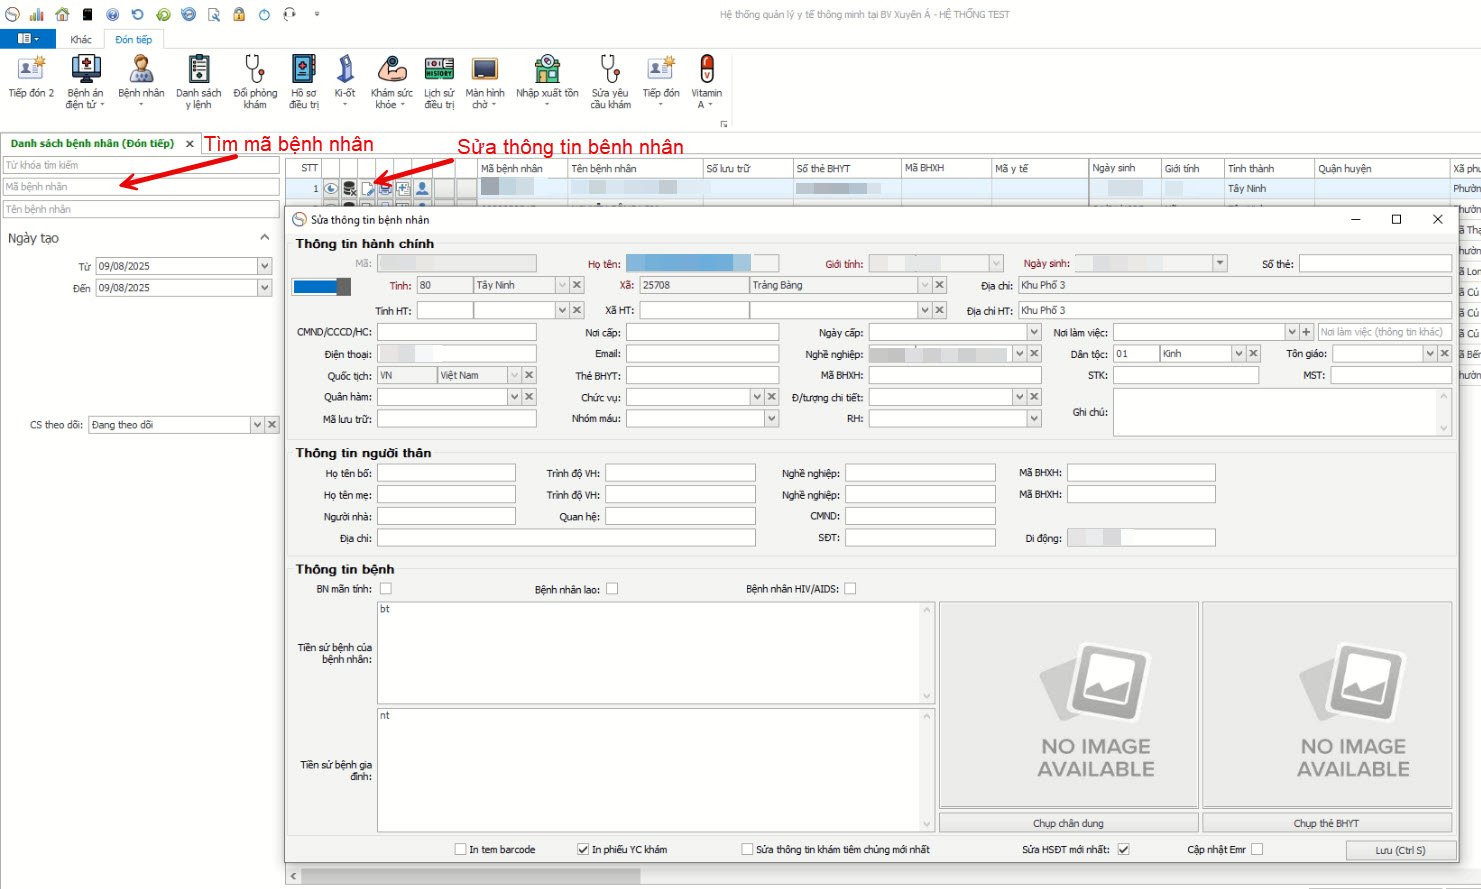 Hệ thống quản lý y tế thông minh tại BV Xuyên Á - HỆ THỐNG TEST
Khác
Đón tiếp
Tiếp đón 2
Bệnh án điện tử
Bệnh nhân
Danh sách y lệnh
Đổi phòng khám
Hồ sơ điều trị
Ki-ốt
Khám sức khỏe
HISTORY
Lịch sử điều trị
Màn hình chờ
Nhập xuất tồn
Sửa yêu cầu khám
Tiếp đón
V
Vitamin A
Danh sách bệnh nhân (Đón tiếp)
Tìm mã bệnh nhân
Sửa thông tin bênh nhân
Từ khóa tìm kiếm
Mã bệnh nhân
Tên bệnh nhân
Ngày tạo
Từ 09/08/2025
Đến 09/08/2025
CS theo dõi: Đang theo dõi
STT
Mã bệnh nhân
Tên bệnh nhân
Số lưu trữ
Số thẻ BHYT
Mã BHXH
Mã y tế
Ngày sinh
Giới tính
Tỉnh thành
Quận huyện
Xã phư
1
Tây Ninh
Phườn
Sửa thông tin bệnh nhân
Thông tin hành chính
Mã:
Họ tên:
Giới tính:
Ngày sinh:
Số thẻ:
Tỉnh: 80 Tây Ninh
Xã: 25708 Trảng Bàng
Địa chỉ: Khu Phố 3
Tỉnh HT:
Xã HT:
Địa chỉ HT: Khu Phố 3
CMND/CCCD/HC:
Nơi cấp:
Ngày cấp:
Nơi làm việc:
Nơi làm việc (thông tin khác)
Điện thoại:
Email:
Nghề nghiệp:
Dân tộc: 01 Kinh
Tôn giáo:
Quốc tịch: VN Việt Nam
Thẻ BHYT:
Mã BHXH:
STK:
MST:
Quân hàm:
Chức vụ:
Đ/tượng chi tiết:
Ghi chú:
Mã lưu trữ:
Nhóm máu:
RH:
Thông tin người thân
Họ tên bố:
Trình độ VH:
Nghề nghiệp:
Mã BHXH:
Họ tên mẹ:
Trình độ VH:
Nghề nghiệp:
Mã BHXH:
Người nhà:
Quan hệ:
CMND:
Địa chỉ:
SĐT:
Di động:
Thông tin bệnh
BN mãn tính:
Bệnh nhân lao:
Bệnh nhân HIV/AIDS:
Tiền sử bệnh của bệnh nhân:
bt
Tiền sử bệnh gia đình:
nt
NO IMAGE AVAILABLE
NO IMAGE AVAILABLE
Chụp chân dung
Chụp thẻ BHYT
In tem barcode
In phiếu YC khám
Sửa thông tin khám tiêm chủng mới nhất
Sửa HSĐT mới nhất:
Cập nhật Emr
Lưu (Ctrl S)